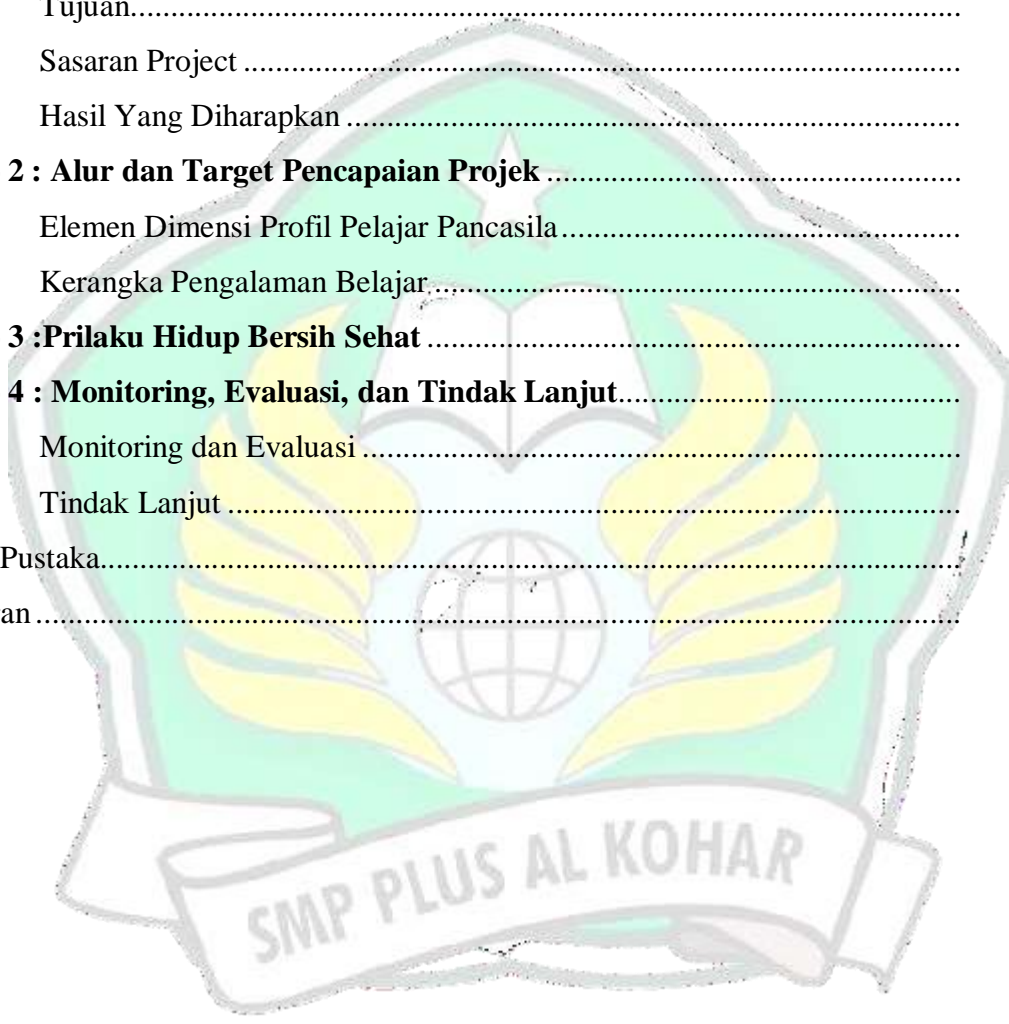 Tujuan
Sasaran Project
Hasil Yang Diharapkan
2 : Alur dan Target Pencapaian Projek
Elemen Dimensi Profil Pelajar Pancasila
Kerangka Pengalaman Belajar
3 :Prilaku Hidup Bersih Sehat
4 : Monitoring, Evaluasi, dan Tindak Lanjut
Monitoring dan Evaluasi
Tindak Lanjut
Pustaka
an
SMP PLUS AL KOHAR